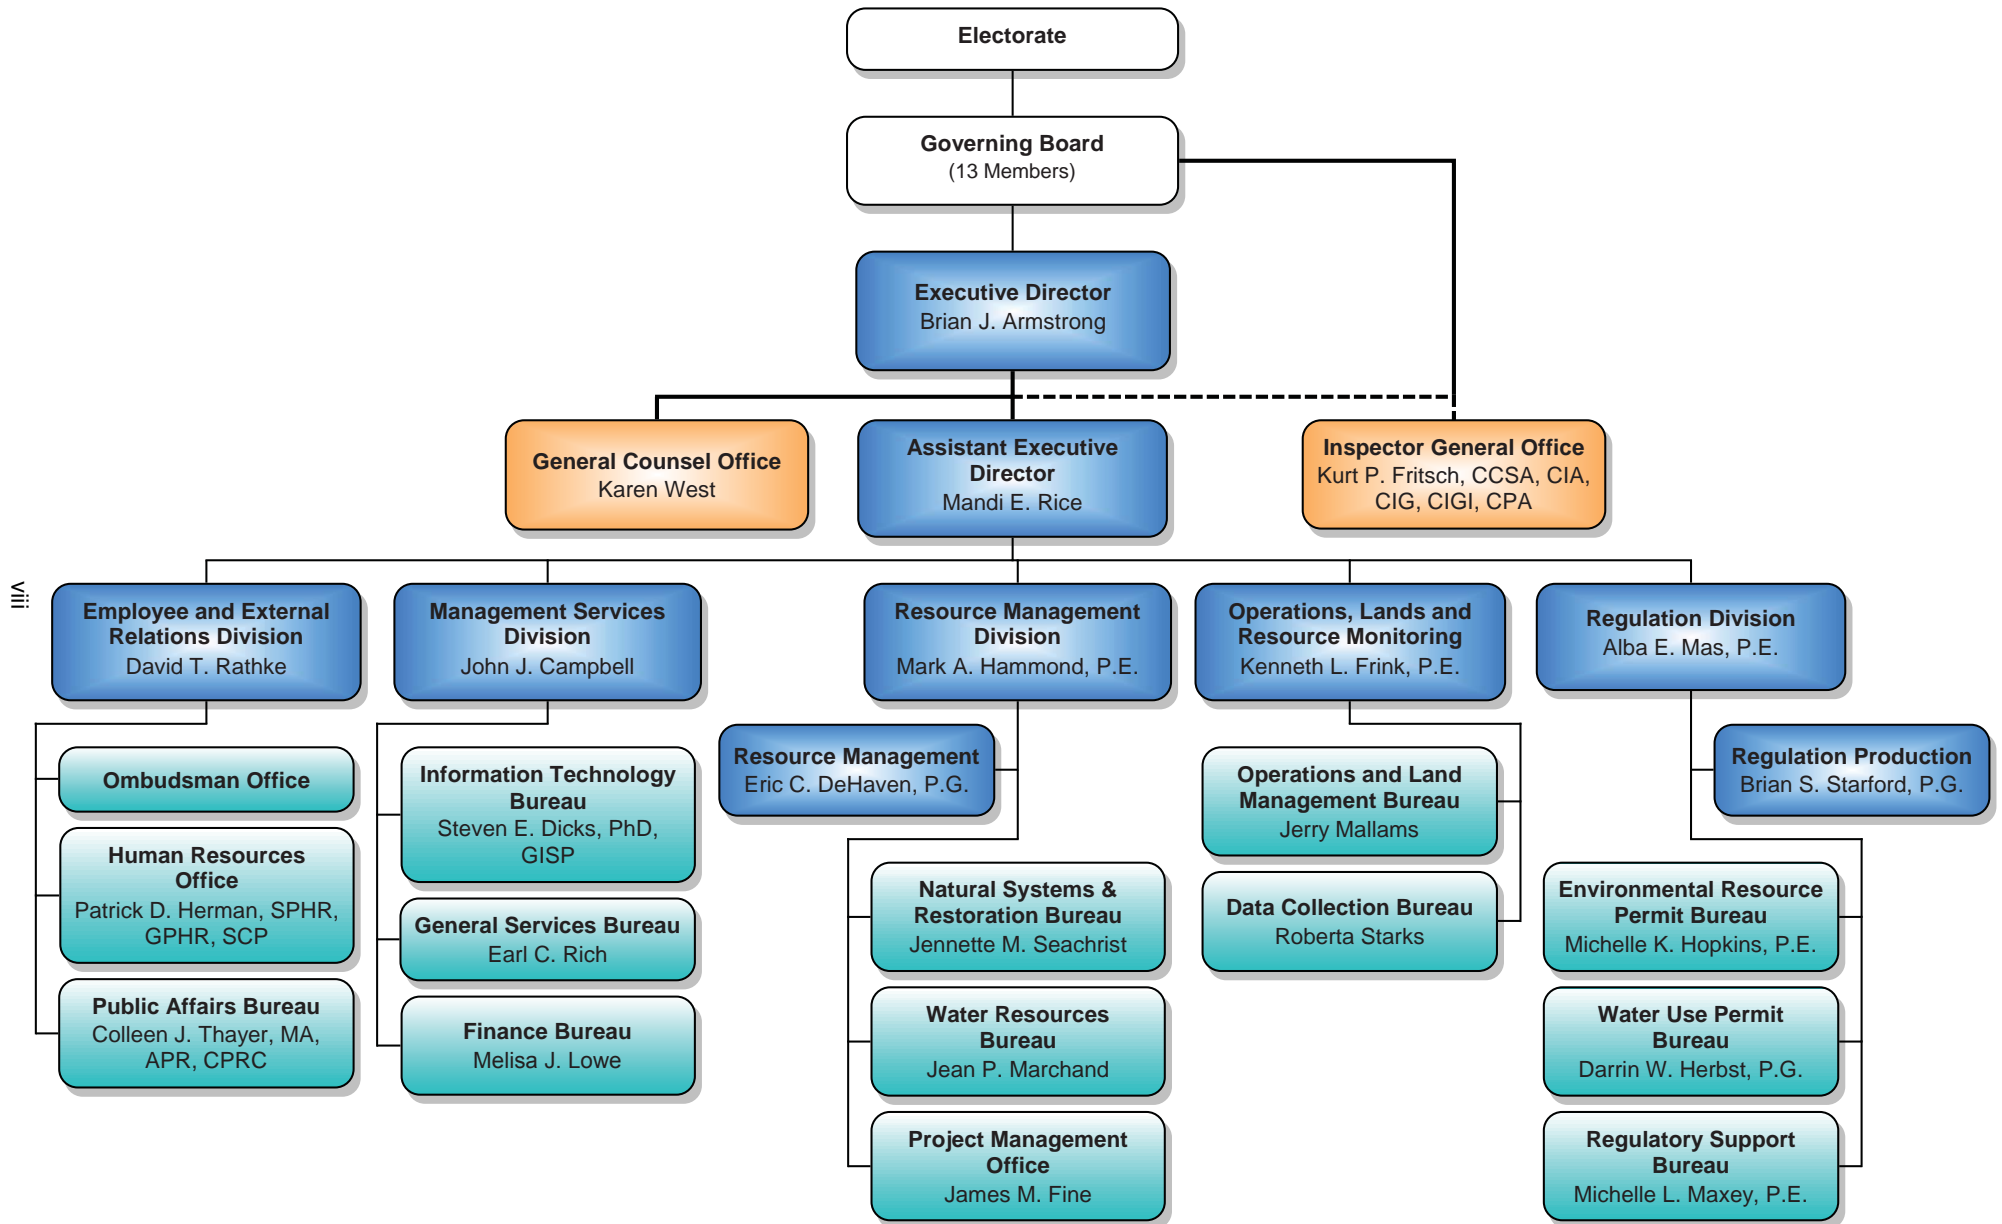 Electorate
Governing Board
(13 Members)
Executive Director
Brian J. Armstrong
General Counsel Office
Karen West
Assistant Executive
Director
Mandi E. Rice
Inspector General Office
Kurt P. Fritsch, CCSA, CIA,
CIG, CIGI, CPA
viii
Employee and External
Relations Division
David T. Rathke
Management Services
Division
John J. Campbell
Resource Management
Division
Mark A. Hammond, P.E.
Operations, Lands and
Resource Monitoring
Kenneth L. Frink, P.E.
Regulation Division
Alba E. Mas, P.E.
Ombudsman Office
Human Resources
Office
Patrick D. Herman, SPHR,
GPHR, SCP
Public Affairs Bureau
Colleen J. Thayer, MA,
APR, CPRC
Information Technology
Bureau
Steven E. Dicks, PhD,
GISP
General Services Bureau
Earl C. Rich
Finance Bureau
Melisa J. Lowe
Resource Management
Eric C. DeHaven, P.G.
Natural Systems &
Restoration Bureau
Jennette M. Seachrist
Water Resources
Bureau
Jean P. Marchand
Project Management
Office
James M. Fine
Operations and Land
Management Bureau
Jerry Mallams
Data Collection Bureau
Roberta Starks
Regulation Production
Brian S. Starford, P.G.
Environmental Resource
Permit Bureau
Michelle K. Hopkins, P.E.
Water Use Permit
Bureau
Darrin W. Herbst, P.G.
Regulatory Support
Bureau
Michelle L. Maxey, P.E.